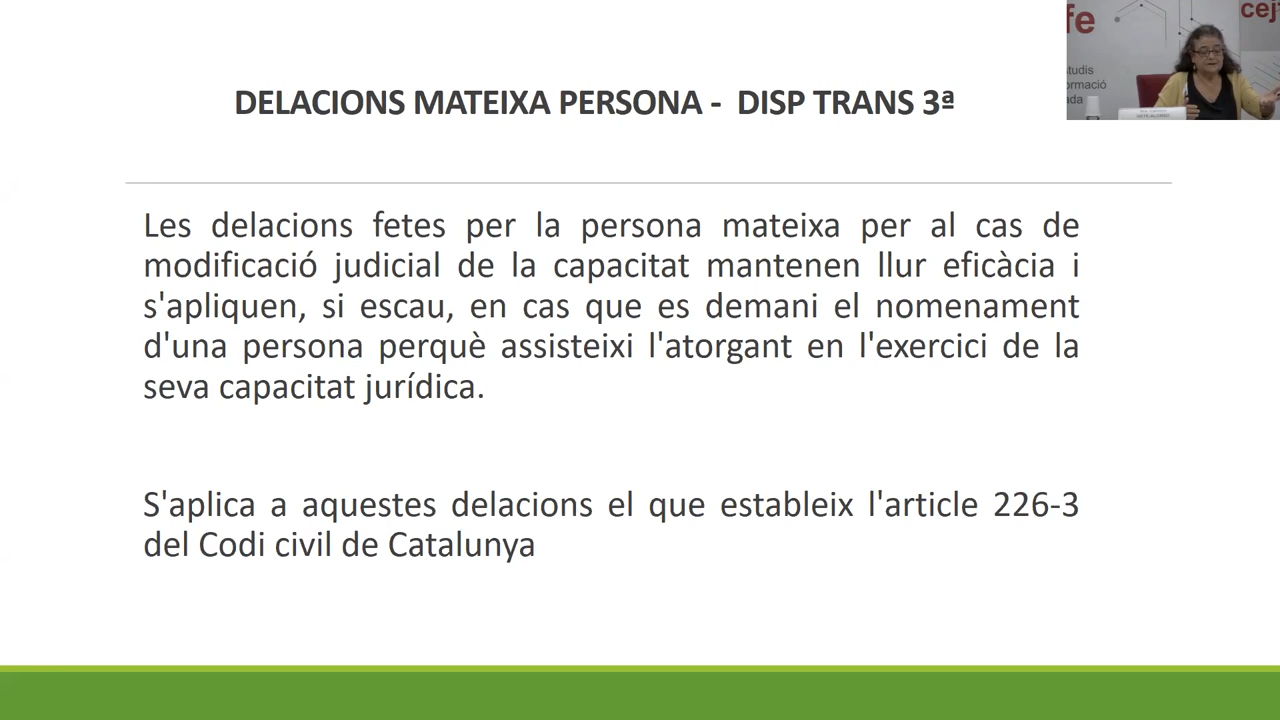 DELACIONS MATEIXA PERSONA - DISP TRANS 3ª
Les delacions fetes per la persona mateixa per al cas de
modificació judicial de la capacitat mantenen llur eficàcia i
s'apliquen, si escau, en cas que es demani el nomenament
d'una persona perquè assisteixi l'atorgant en l'exercici de la
seva capacitat jurídica.
S'aplica a aquestes delacions el que estableix l'article 226-3
del Codi civil de Catalunya
fe
cej
tudis
ormació
ada